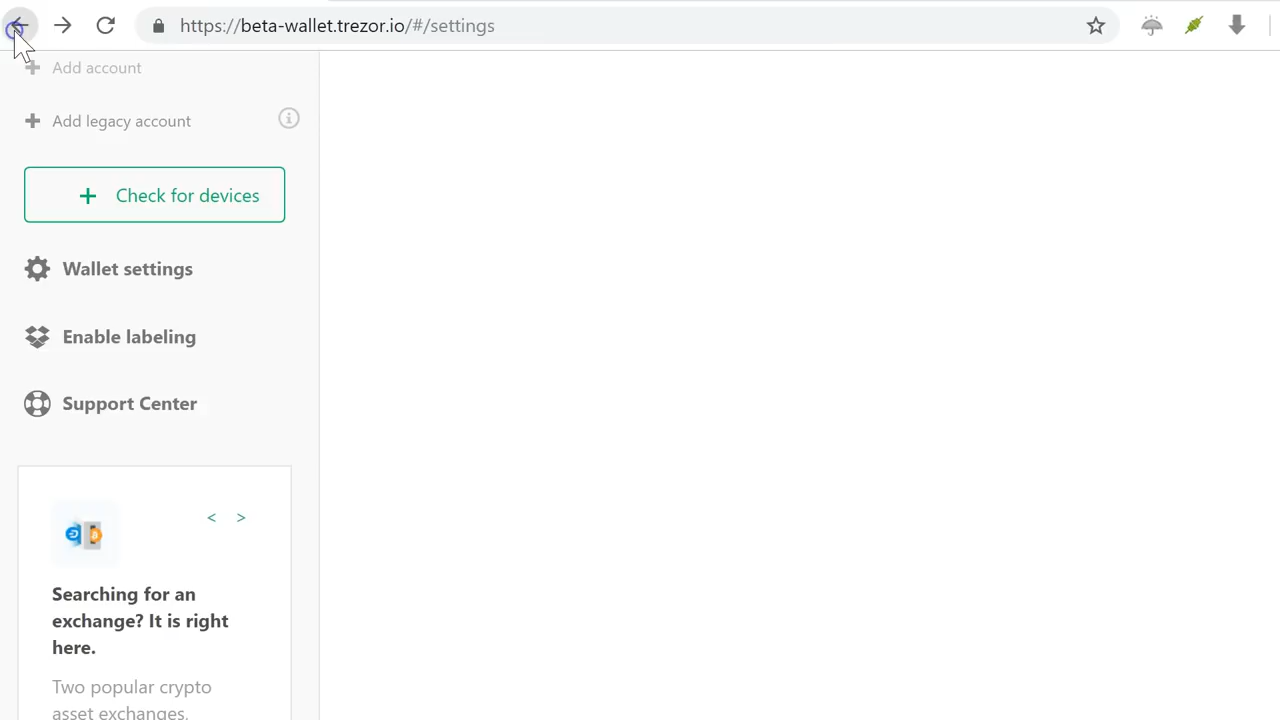 https://beta-wallet.trezor.io/#/settings
Add account
Add legacy account
Check for devices
Wallet settings
Enable labeling
Support Center
< >
Searching for an
exchange? It is right
here.
Two popular crypto
asset exchanges,